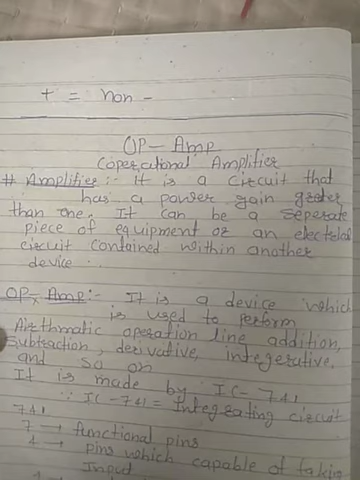 + = non -
OP - Amp
(operational Amplifier
# Amplifier :- It is a circuit that
has a power gain greter
than one. It can be a seperate
piece of equipment or an electrical
circuit contained within another
device ..
OP - Amp :- It is a device which
is used to perform
Airthmatic operation line addition,
Subtraction, derivative, integerative,
and so on
It is made by IC - 741
∵ IC - 741 = Integrating circuit
741
7 → functional pins
4 → pins which capable of taking
Input